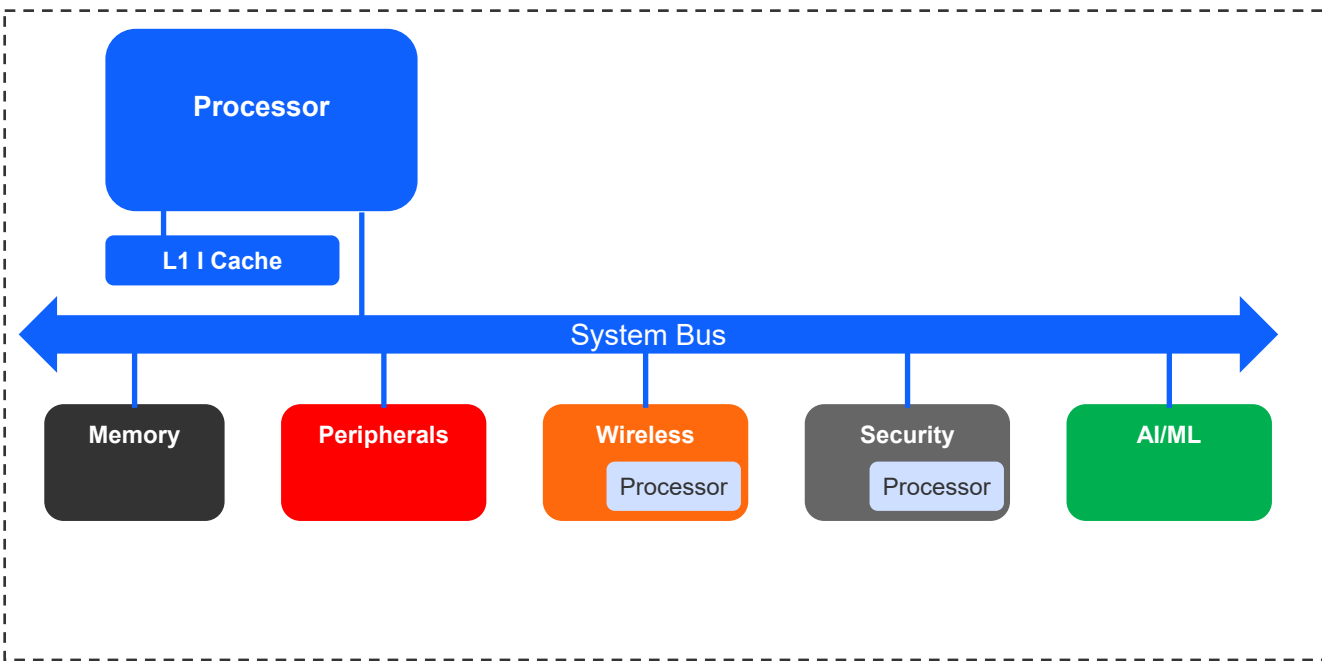 Processor
L1 I Cache
System Bus
Memory
Peripherals
Wireless
Processor
Security
Processor
AI/ML